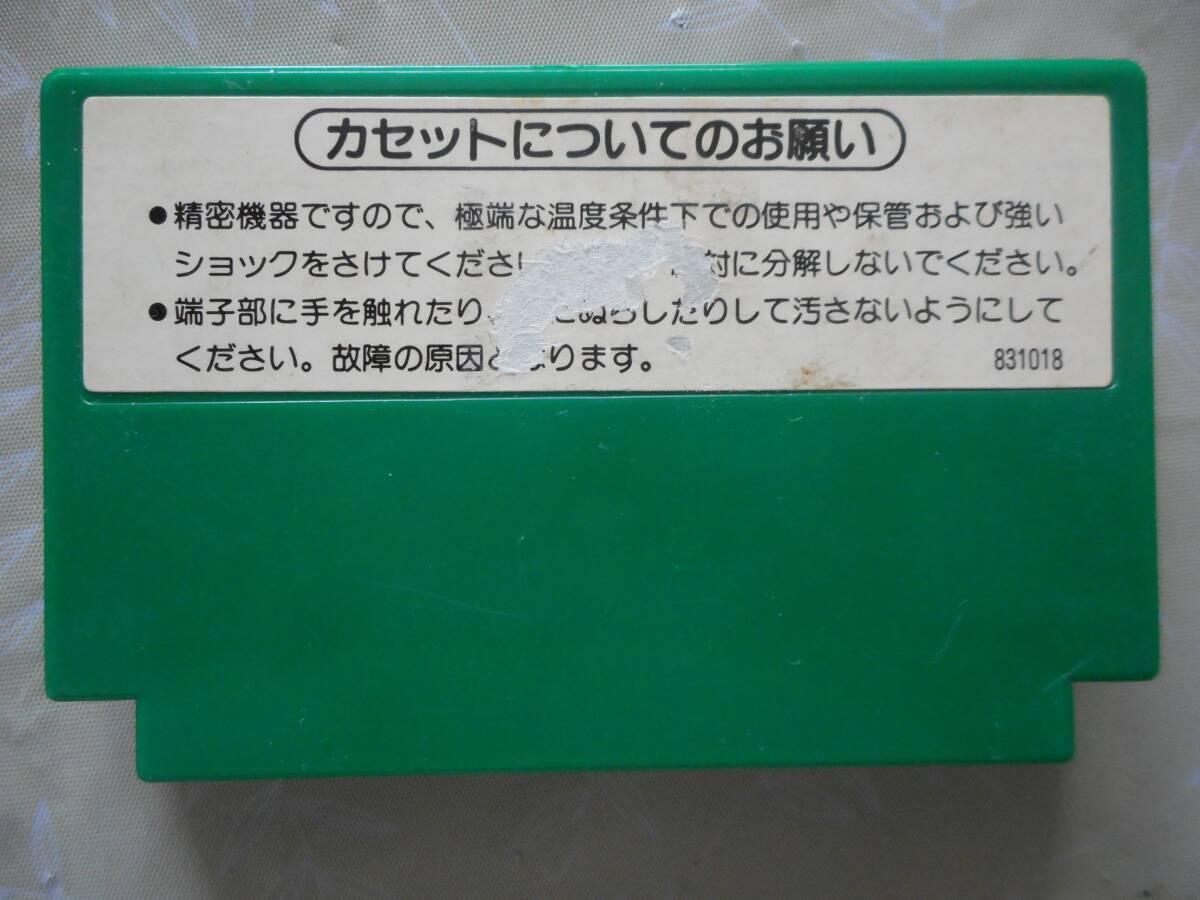 カセットについてのお願い
●精密機器ですので、極端な温度条件下での使用や保管および強い
ショックをさけてくださ 対に分解しないでください。
●端子部に手を触れたり、 ぬらしたりして汚さないようにして
ください。故障の原因となります。
831018